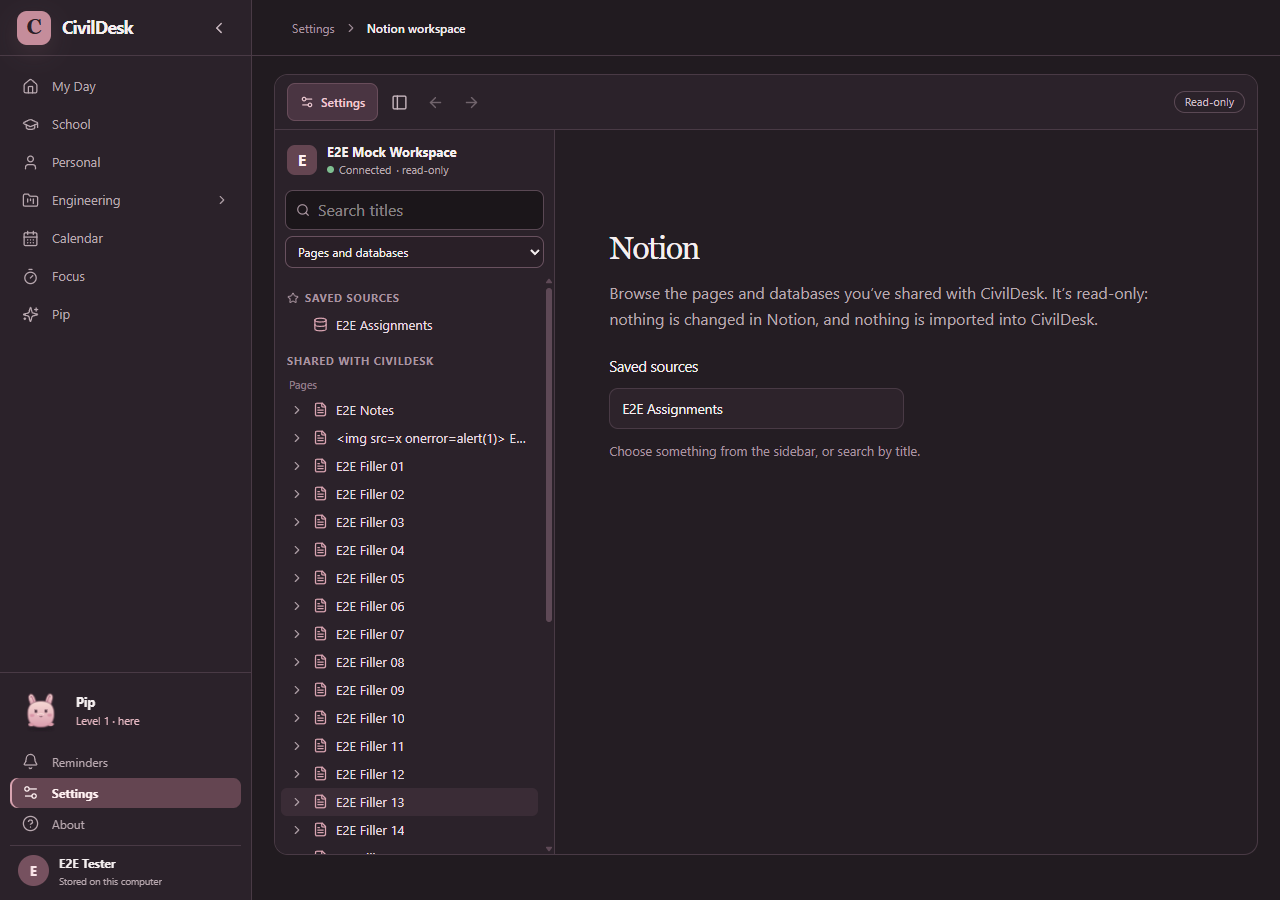 C CivilDesk
My Day
School
Personal
Engineering
Calendar
Focus
Pip
Pip
Level 1 · here
Reminders
Settings
About
E E2E Tester
Stored on this computer
Settings Notion workspace
Settings
Read-only
E E2E Mock Workspace
Connected · read-only
Search titles
Pages and databases
SAVED SOURCES
E2E Assignments
SHARED WITH CIVILDESK
Pages
E2E Notes
<img src=x onerror=alert(1)> E...
E2E Filler 01
E2E Filler 02
E2E Filler 03
E2E Filler 04
E2E Filler 05
E2E Filler 06
E2E Filler 07
E2E Filler 08
E2E Filler 09
E2E Filler 10
E2E Filler 11
E2E Filler 12
E2E Filler 13
E2E Filler 14
Notion
Browse the pages and databases you’ve shared with CivilDesk. It’s read-only:
nothing is changed in Notion, and nothing is imported into CivilDesk.
Saved sources
E2E Assignments
Choose something from the sidebar, or search by title.